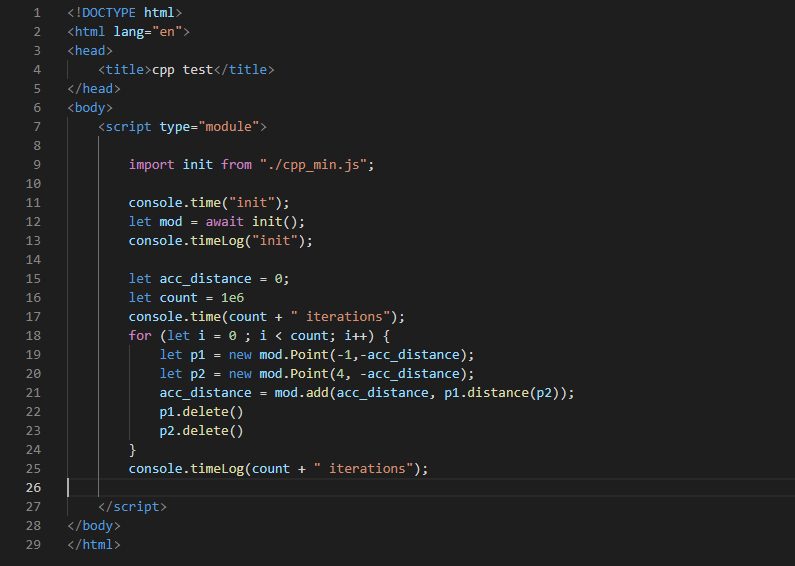 1 <!DOCTYPE html>
2 <html lang="en">
3 <head>
4     <title>cpp test</title>
5 </head>
6 <body>
7     <script type="module">
8
9         import init from "./cpp_min.js";
10
11         console.time("init");
12         let mod = await init();
13         console.timeLog("init");
14
15         let acc_distance = 0;
16         let count = 1e6
17         console.time(count + " iterations");
18         for (let i = 0 ; i < count; i++) {
19             let p1 = new mod.Point(-1,-acc_distance);
20             let p2 = new mod.Point(4, -acc_distance);
21             acc_distance = mod.add(acc_distance, p1.distance(p2));
22             p1.delete()
23             p2.delete()
24         }
25         console.timeLog(count + " iterations");
26
27     </script>
28 </body>
29 </html>